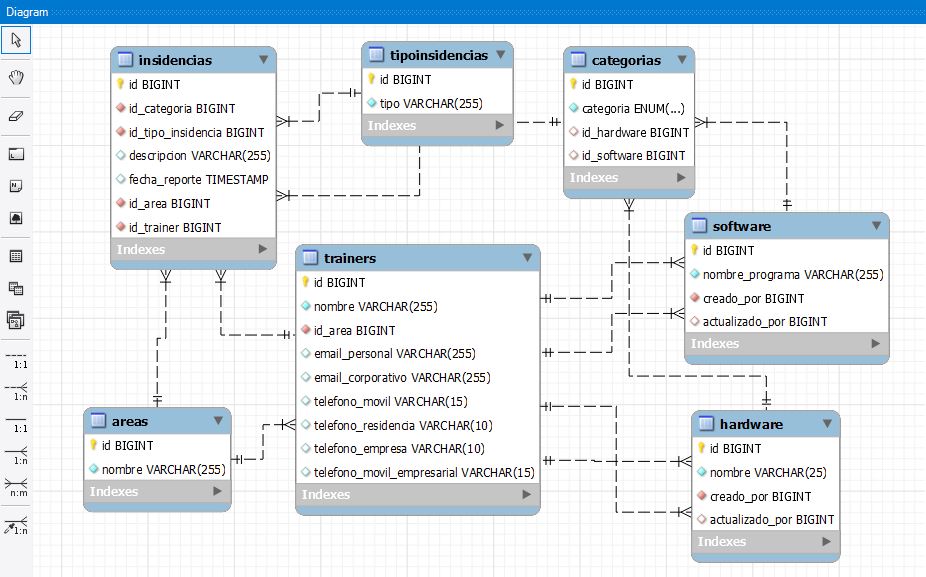 Diagram
insidencias
id BIGINT
id_categoria BIGINT
id_tipo_insidencia BIGINT
descripcion VARCHAR(255)
fecha_reporte TIMESTAMP
id_area BIGINT
id_trainer BIGINT
Indexes
tipoinsidencias
id BIGINT
tipo VARCHAR(255)
Indexes
categorias
id BIGINT
categoria ENUM(...)
id_hardware BIGINT
id_software BIGINT
Indexes
software
id BIGINT
nombre_programa VARCHAR(255)
creado_por BIGINT
actualizado_por BIGINT
Indexes
trainers
id BIGINT
nombre VARCHAR(255)
id_area BIGINT
email_personal VARCHAR(255)
email_corporativo VARCHAR(255)
telefono_movil VARCHAR(15)
telefono_residencia VARCHAR(10)
telefono_empresa VARCHAR(10)
telefono_movil_empresarial VARCHAR(15)
Indexes
areas
id BIGINT
nombre VARCHAR(255)
Indexes
hardware
id BIGINT
nombre VARCHAR(25)
creado_por BIGINT
actualizado_por BIGINT
Indexes
1:1
1:n
1:1
1:n
n:m
1:n